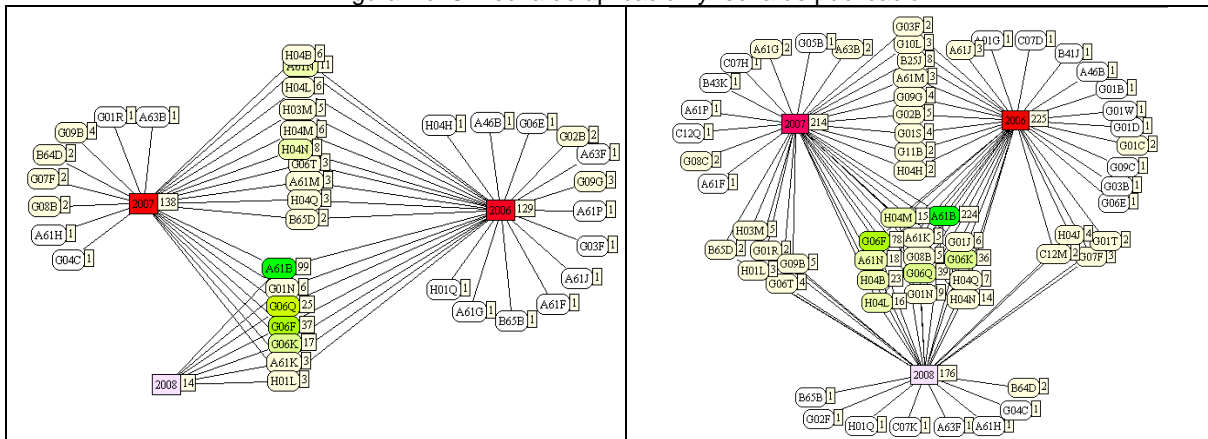 H04B 6
A61N 11
H04L 6
H03M 5
H04M 6
H04N 8
G06T 3
A61M 3
H04Q 3
B65D 2
G01R 1
A63B 1
G09B 4
B64D 2
G07F 2
G08B 2
A61H 1
G04C 1
2007 138
H04H 1
A46B 1
G06E 1
G02B 2
A63F 1
G09G 3
A61P 1
G03F 1
A61J 1
A61F 1
B65B 1
A61G 1
H01Q 1
2006 129
A61B 99
G01N 6
G06Q 25
G06F 37
G06K 17
A61K 3
H01L 3
2008 14
G03F 2
G10L 3
B25J 8
A61M 3
G09G 4
G02B 5
G01S 4
G11B 2
H04H 2
G05B 1
A63B 2
A61G 2
C07H 1
B43K 1
A61P 1
C12Q 1
G08C 2
A61F 1
2007 214
A61J 3
A01G 1
C07D 1
B41J 1
A46B 1
G01B 1
G01W 1
G01D 1
G01C 2
G09C 1
G03B 1
G06E 1
2006 225
H03M 5
B65D 2
G01R 2
H01L 3
G09B 5
G06T 4
H04M 15
A61B 224
G06F 78
A61K 5
G01J 6
A61N 18
G08B 5
G06K 36
H04B 23
G06Q 39
H04Q 7
H04L 16
G01N 9
H04N 14
H04J 4
G01T 2
C12M 2
G07F 3
2008 176
B65B 1
G02F 1
H01Q 1
C07K 1
A63F 1
A61H 1
G04C 1
B64D 2